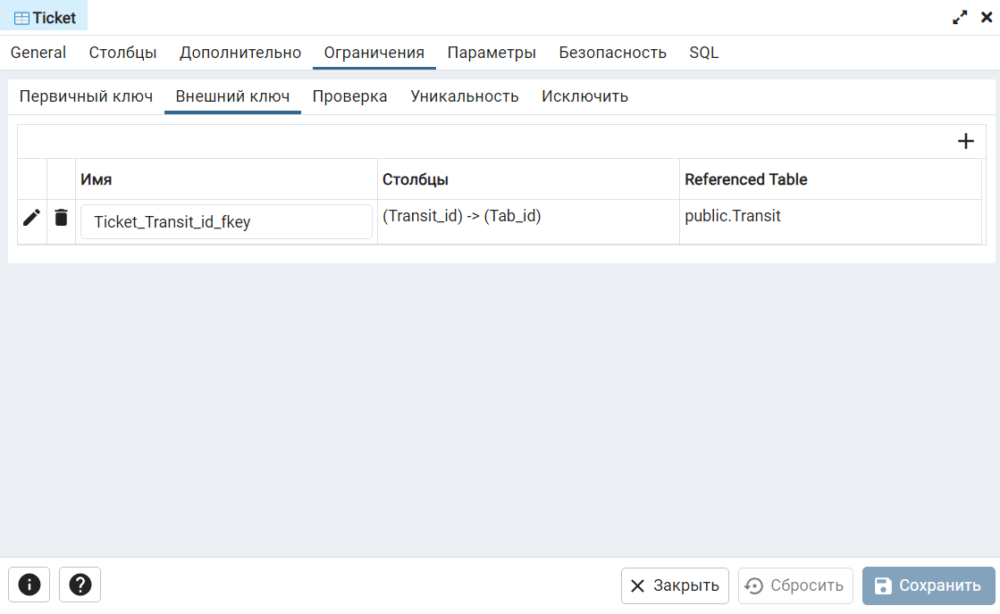 Ticket
General Столбцы Дополнительно Ограничения Параметры Безопасность SQL
Первичный ключ Внешний ключ Проверка Уникальность Исключить
Имя Столбцы Referenced Table
Ticket_Transit_id_fkey (Transit_id) -> (Tab_id) public.Transit
Закрыть Сбросить Сохранить